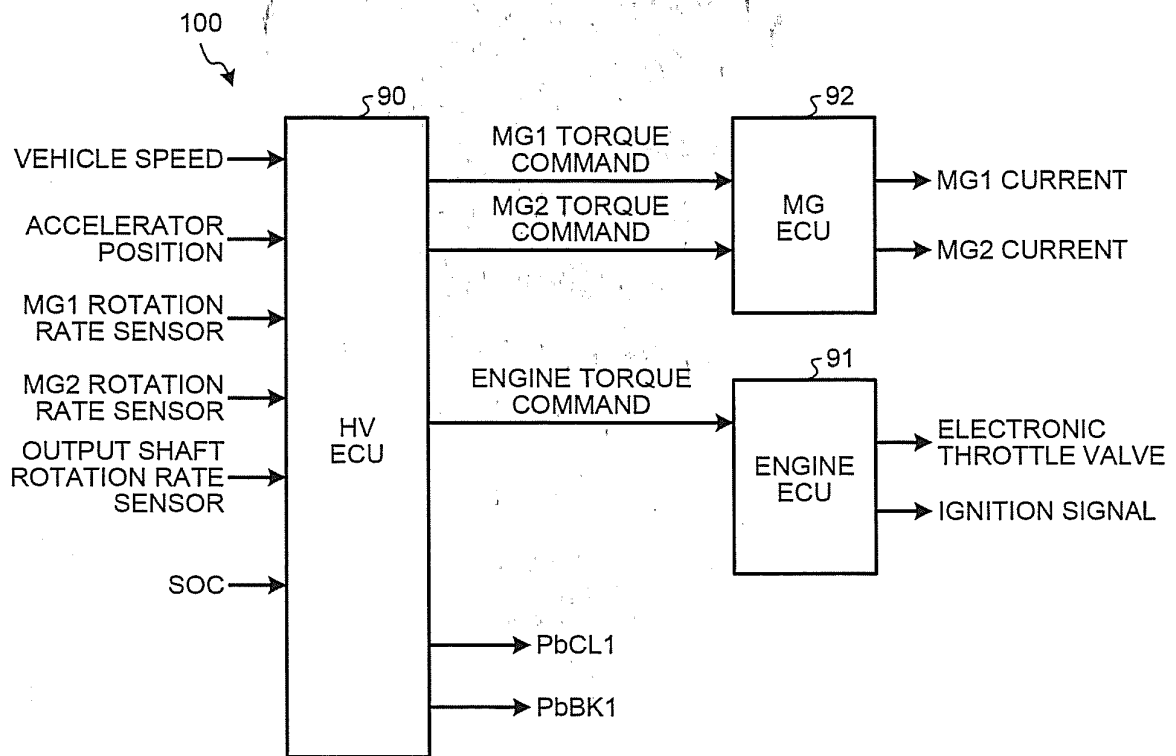 100
90
92
VEHICLE SPEED
MG1 TORQUE
COMMAND
MG1 CURRENT
ACCELERATOR
POSITION
MG2 TORQUE
COMMAND
MG
ECU
MG2 CURRENT
MG1 ROTATION
RATE SENSOR
91
MG2 ROTATION
RATE SENSOR
HV
ECU
ENGINE TORQUE
COMMAND
OUTPUT SHAFT
ROTATION RATE
SENSOR
ENGINE
ECU
ELECTRONIC
THROTTLE VALVE
IGNITION SIGNAL
SOC
PbCL1
PbBK1